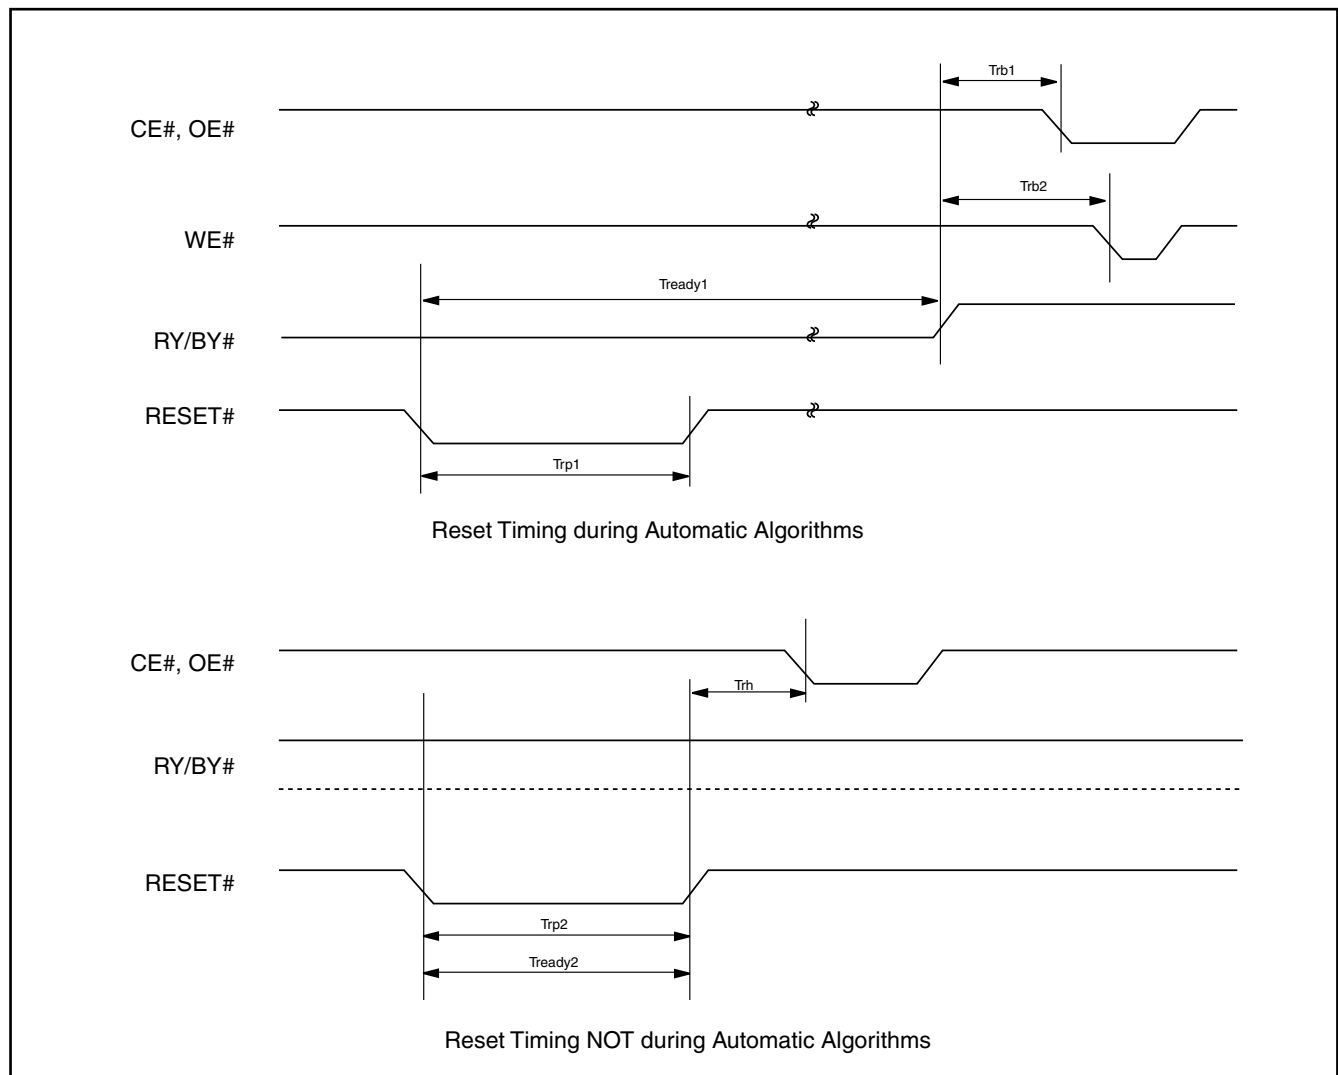 Trb1
CE#, OE#
Trb2
WE#
Tready1
RY/BY#
RESET#
Trp1
Reset Timing during Automatic Algorithms
CE#, OE#
Trh
RY/BY#
RESET#
Trp2
Tready2
Reset Timing NOT during Automatic Algorithms